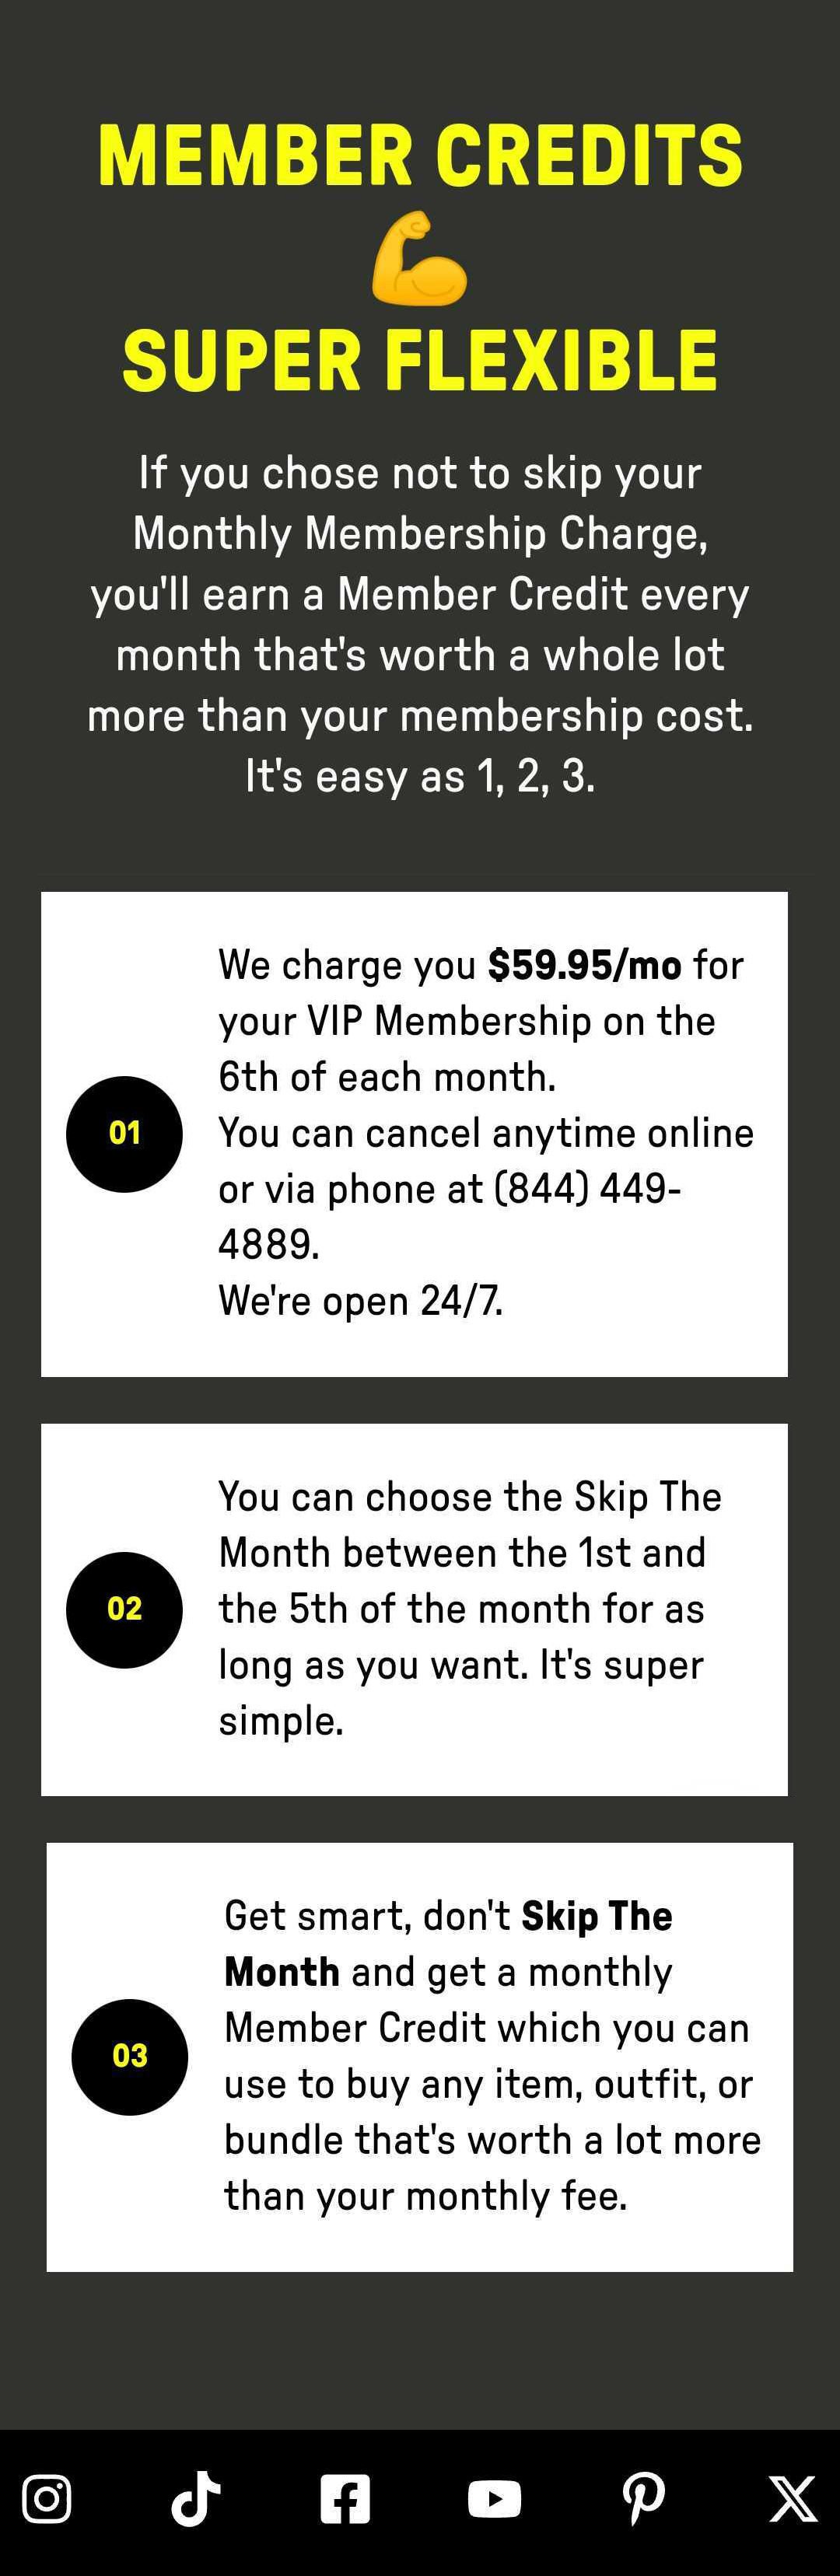 MEMBER CREDITS
💪
SUPER FLEXIBLE
If you chose not to skip your
Monthly Membership Charge,
you'll earn a Member Credit every
month that's worth a whole lot
more than your membership cost.
It's easy as 1, 2, 3.
01
We charge you $59.95/mo for
your VIP Membership on the
6th of each month.
You can cancel anytime online
or via phone at (844) 449-
4889.
We're open 24/7.
02
You can choose the Skip The
Month between the 1st and
the 5th of the month for as
long as you want. It's super
simple.
03
Get smart, don't Skip The
Month and get a monthly
Member Credit which you can
use to buy any item, outfit, or
bundle that's worth a lot more
than your monthly fee.